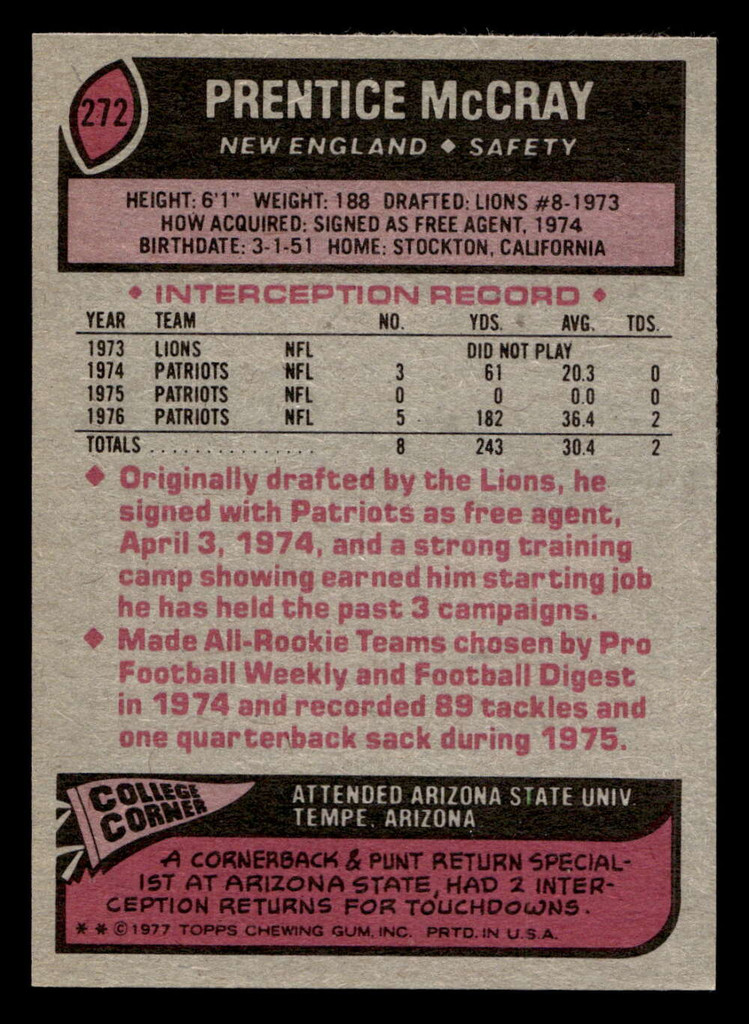 272
PRENTICE McCRAY
NEW ENGLAND ◆ SAFETY
HEIGHT: 6'1" WEIGHT: 188 DRAFTED: LIONS #8-1973
HOW ACQUIRED: SIGNED AS FREE AGENT, 1974
BIRTHDATE: 3-1-51 HOME: STOCKTON, CALIFORNIA
◆ INTERCEPTION RECORD ◆
YEAR TEAM NO. YDS. AVG. TDS.
1973 LIONS NFL DID NOT PLAY
1974 PATRIOTS NFL 3 61 20.3 0
1975 PATRIOTS NFL 0 0 0.0 0
1976 PATRIOTS NFL 5 182 36.4 2
TOTALS . . . . . . . . . . . . . . . . . 8 243 30.4 2
◆ Originally drafted by the Lions, he
signed with Patriots as free agent,
April 3, 1974, and a strong training
camp showing earned him starting job
he has held the past 3 campaigns.
◆ Made All-Rookie Teams chosen by Pro
Football Weekly and Football Digest
in 1974 and recorded 89 tackles and
one quarterback sack during 1975.
COLLEGE
CORNER
ATTENDED ARIZONA STATE UNIV.
TEMPE, ARIZONA
A CORNERBACK & PUNT RETURN SPECIAL-
IST AT ARIZONA STATE, HAD 2 INTER-
CEPTION RETURNS FOR TOUCHDOWNS.
* * © 1977 TOPPS CHEWING GUM, INC. PRTD. IN U.S.A.